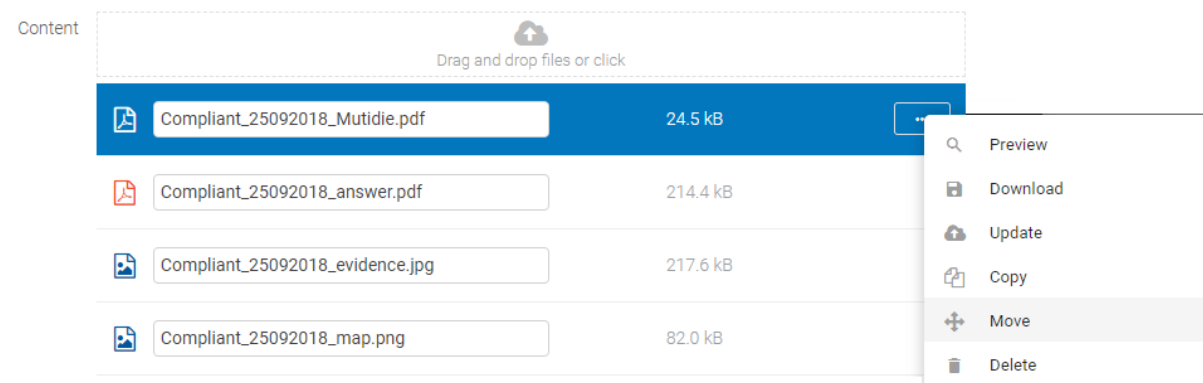 Content
Drag and drop files or click
Compliant_25092018_Mutidie.pdf 24.5 kB ...
Compliant_25092018_answer.pdf 214.4 kB
Compliant_25092018_evidence.jpg 217.6 kB
Compliant_25092018_map.png 82.0 kB
Preview
Download
Update
Copy
Move
Delete